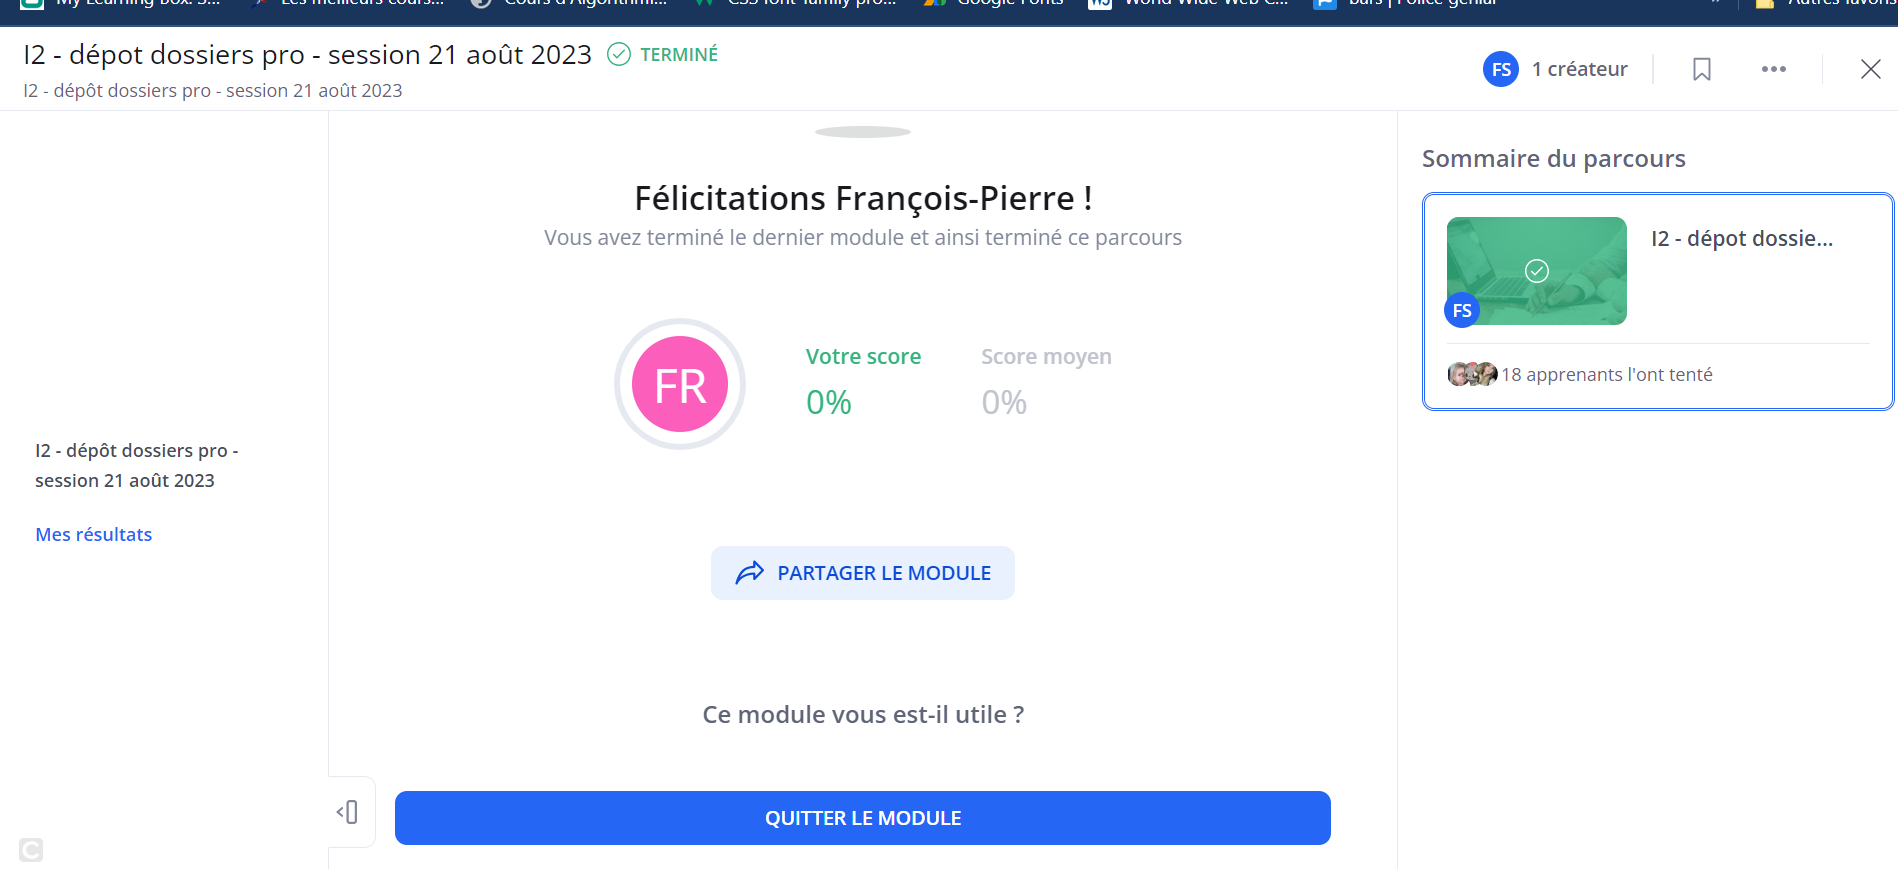 My Learning Box: S...
Les meilleurs cours...
Cours d'Algorithmi...
CSS font-family pro...
Google Fonts
World Wide Web C...
bars | Police génial
»
Autres favoris
I2 - dépot dossiers pro - session 21 août 2023
TERMINÉ
I2 - dépôt dossiers pro - session 21 août 2023
FS
1 créateur
Félicitations François-Pierre !
Vous avez terminé le dernier module et ainsi terminé ce parcours
FR
Votre score
Score moyen
0%
0%
I2 - dépôt dossiers pro -
session 21 août 2023
Mes résultats
PARTAGER LE MODULE
Ce module vous est-il utile ?
QUITTER LE MODULE
Sommaire du parcours
I2 - dépot dossie...
FS
18 apprenants l'ont tenté
C